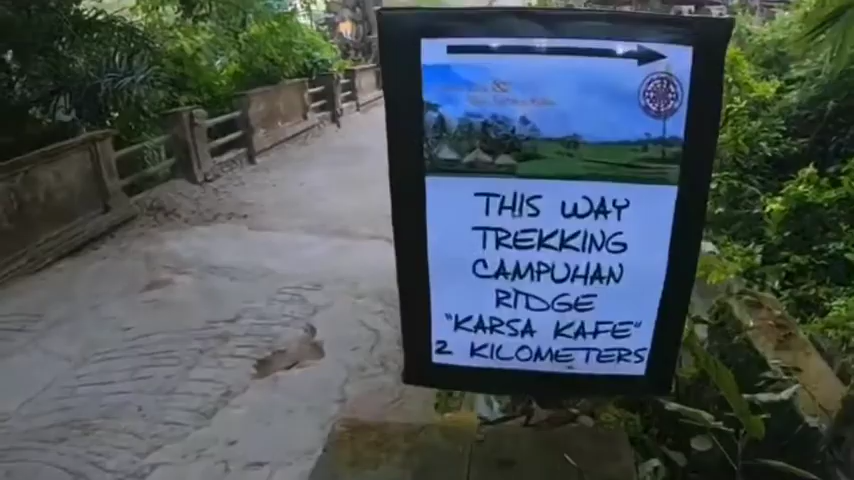 THIS WAY
TREKKING
CAMPUHAN
RIDGE
"KARSA KAFE"
2 KILOMETERS